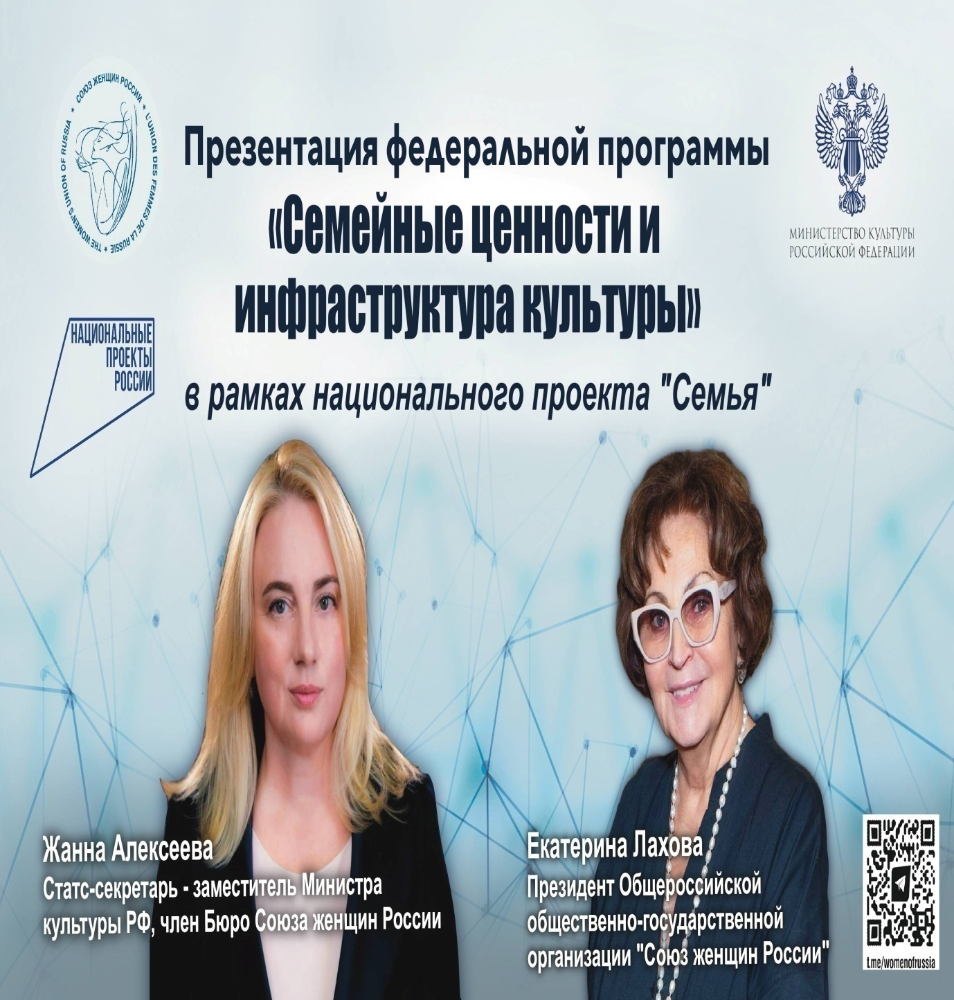 СОЮЗ ЖЕНЩИН РОССИИ ★ L'UNION DES FEMMES DE LA RUSSIE ★ THE WOMEN'S UNION OF RUSSIA ★
МИНИСТЕРСТВО КУЛЬТУРЫ
РОССИЙСКОЙ ФЕДЕРАЦИИ
Презентация федеральной программы
«Семейные ценности и
инфраструктура культуры»
в рамках национального проекта "Семья"
НАЦИОНАЛЬНЫЕ
ПРОЕКТЫ
РОССИИ
Жанна Алексеева
Статс-секретарь - заместитель Министра
культуры РФ, член Бюро Союза женщин России
Екатерина Лахова
Президент Общероссийской
общественно-государственной
организации "Союз женщин России"
t.me/womenofrussia